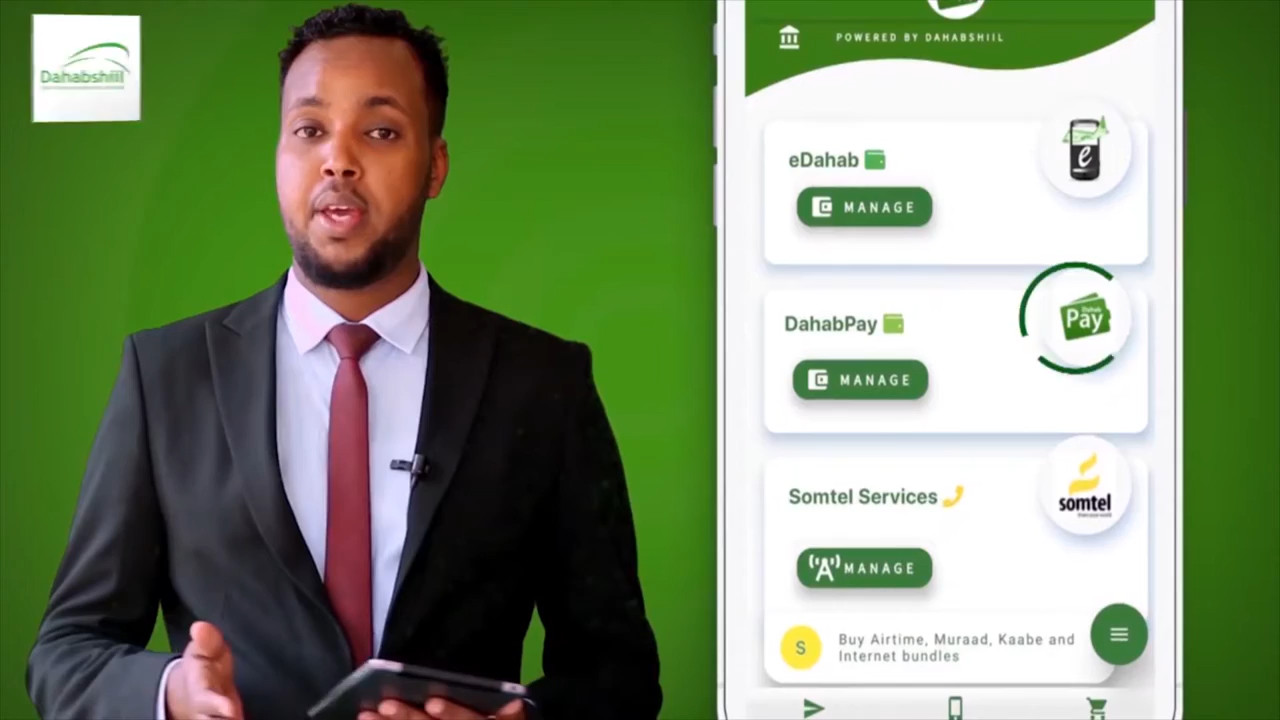 Dahabshiil
POWERED BY DAHABSHIIL
eDahab
e
MANAGE
DahabPay
Dahab
Pay
MANAGE
Somtel Services
somtel
MANAGE
S
Buy Airtime, Muraad, Kaabe and
Internet bundles